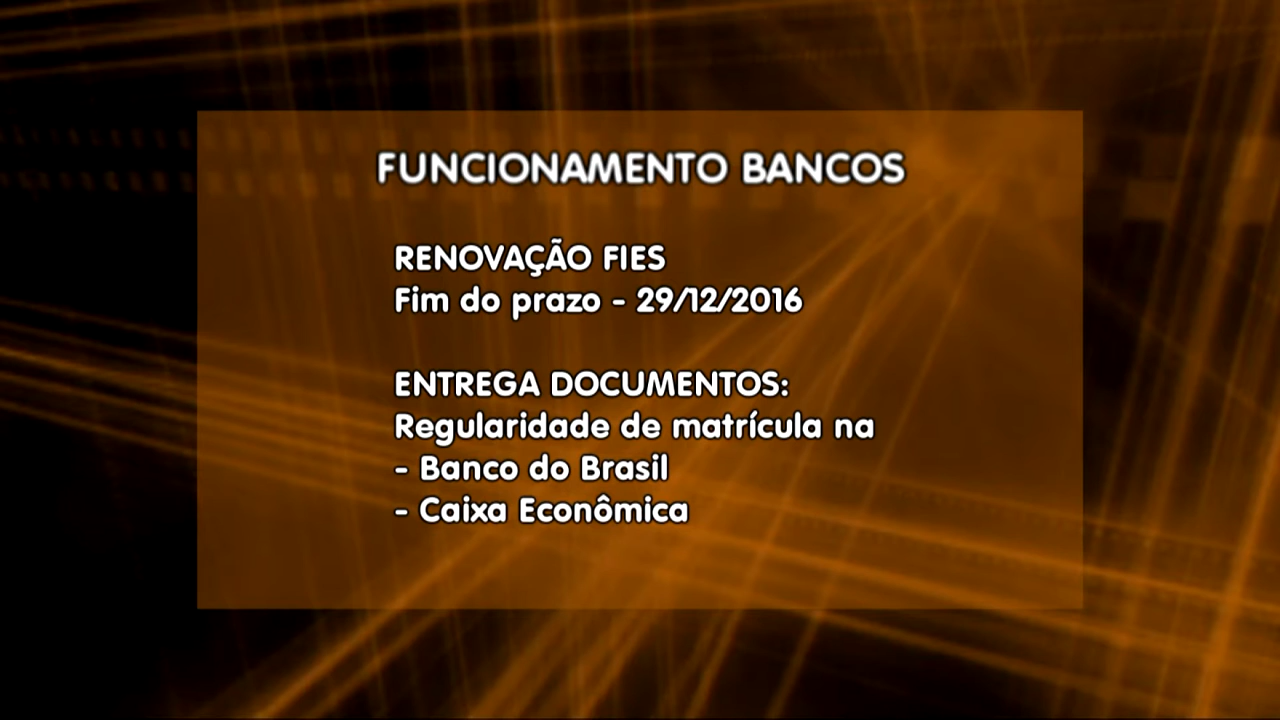 FUNCIONAMENTO BANCOS
RENOVAÇÃO FIES
Fim do prazo - 29/12/2016
ENTREGA DOCUMENTOS:
Regularidade de matrícula na
- Banco do Brasil
- Caixa Econômica